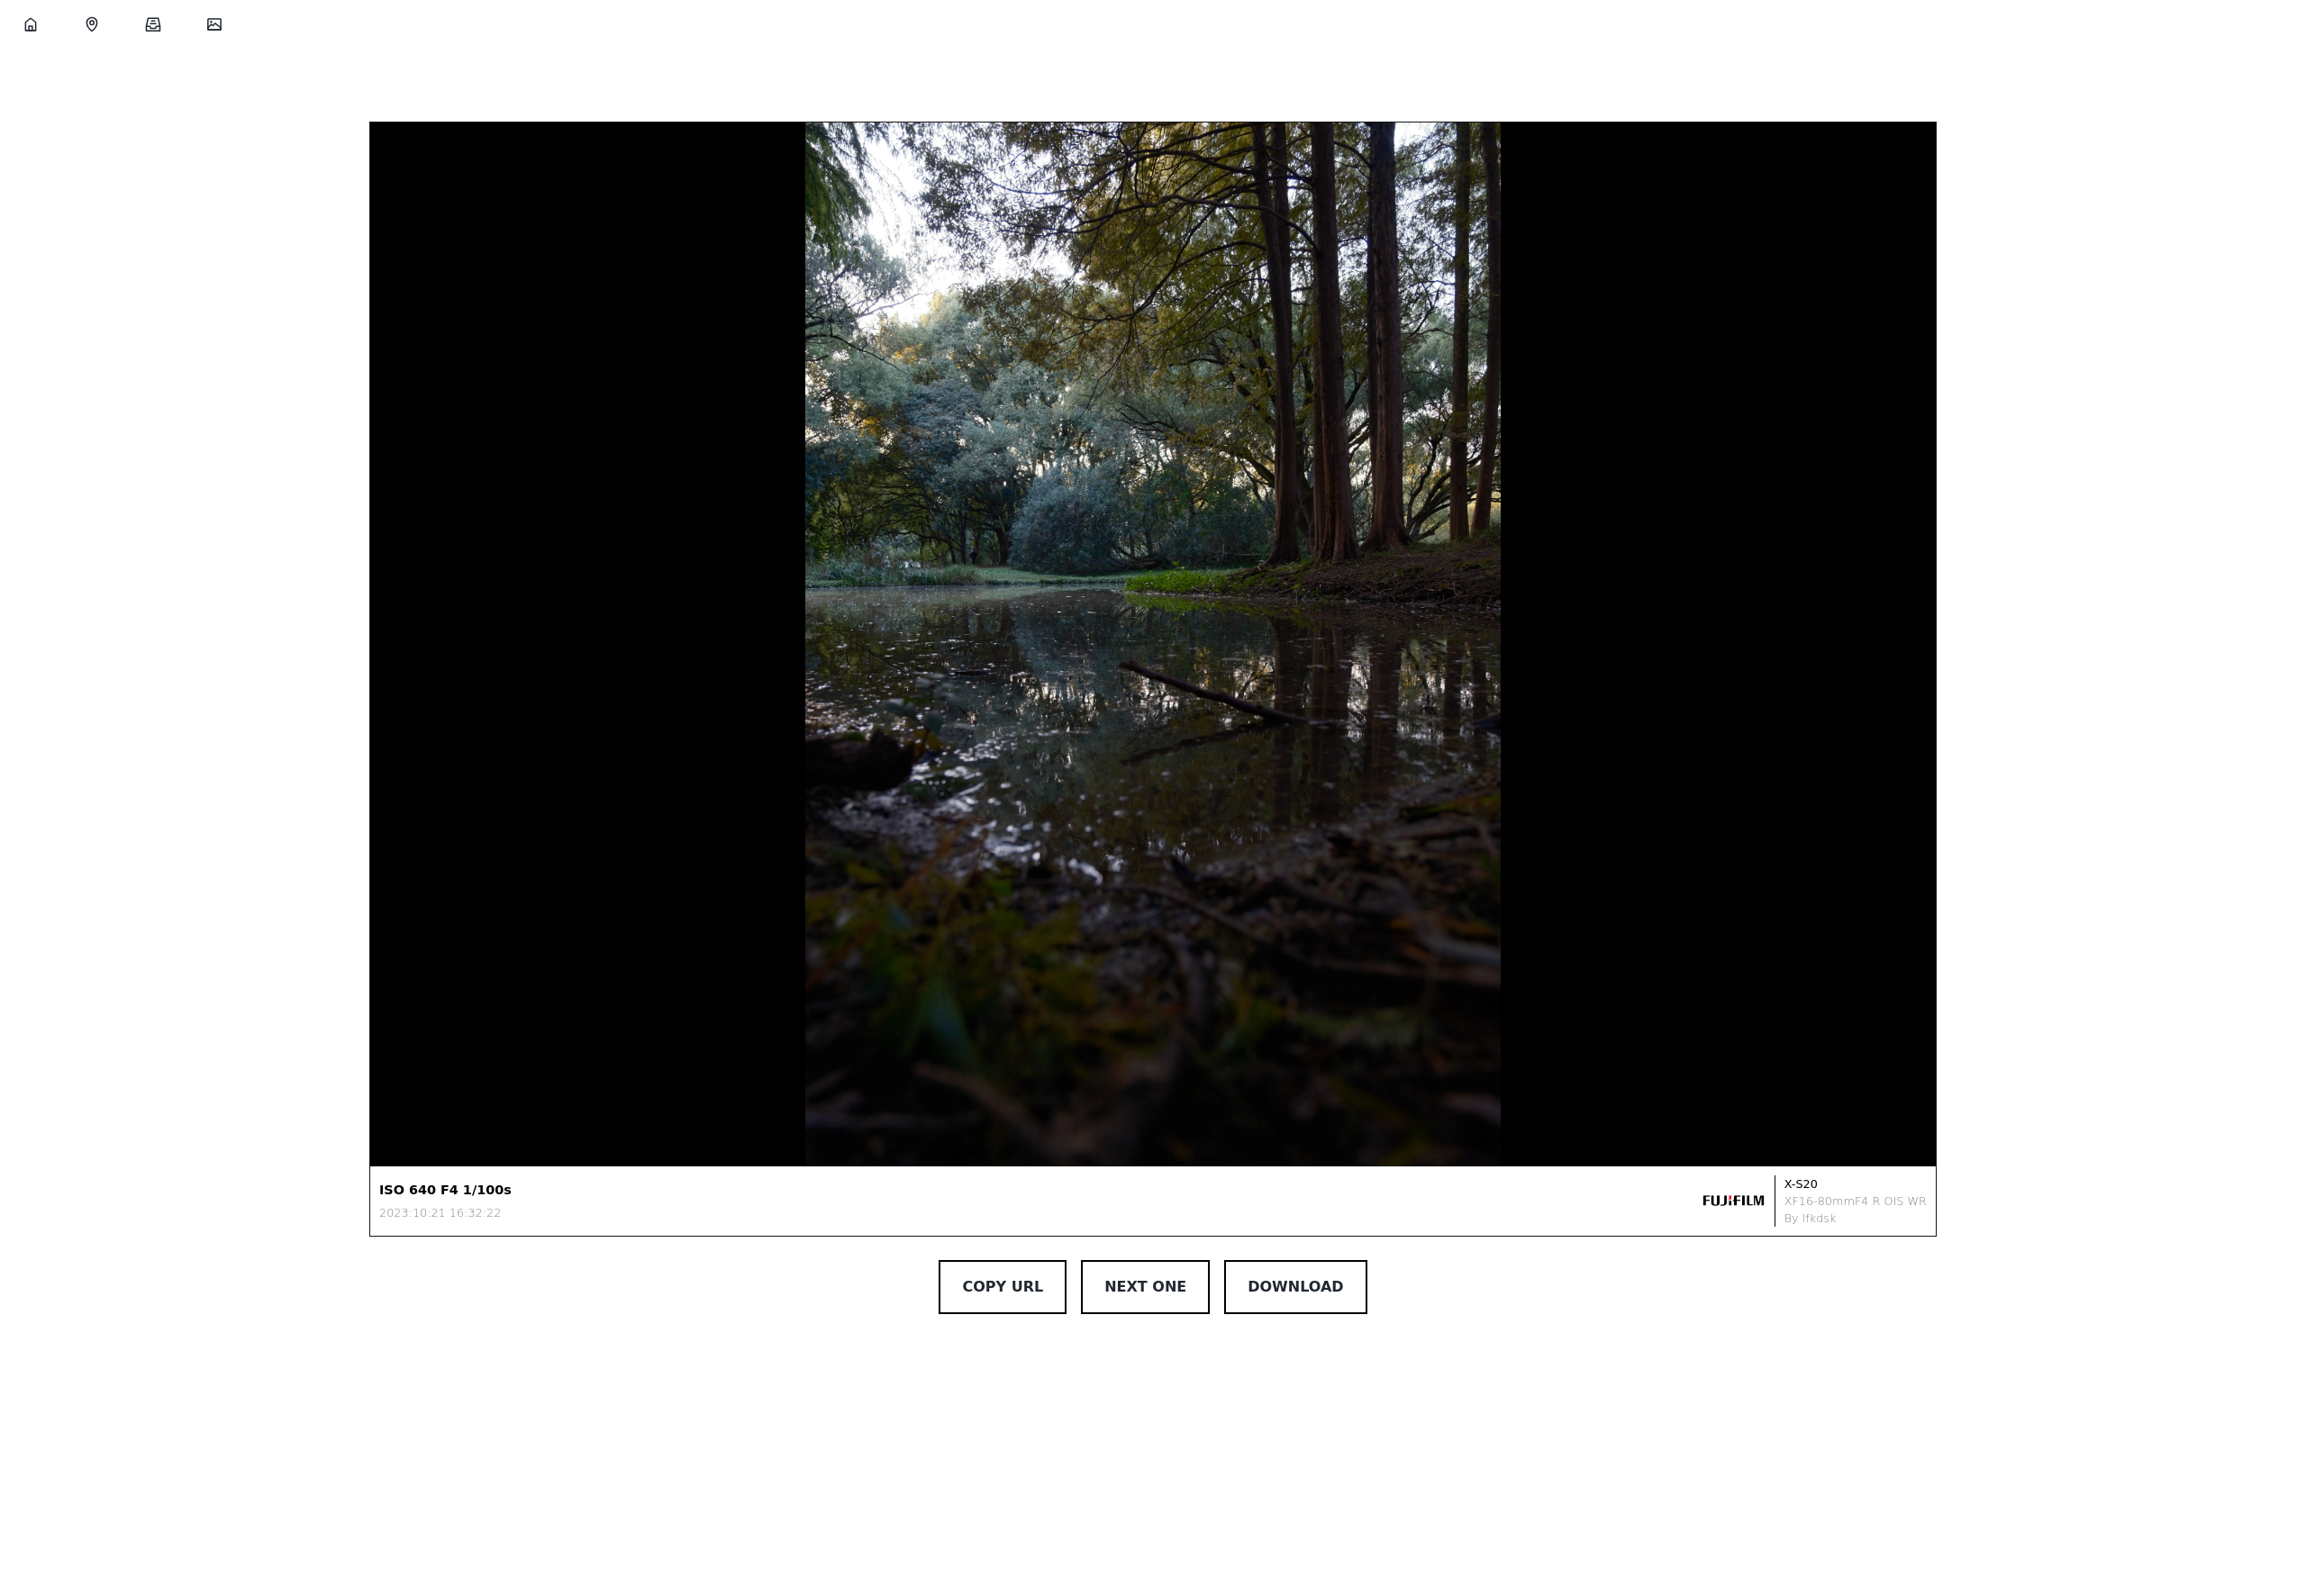 ISO 640 F4 1/100s
2023:10:21 16:32:22
FUJIFILM
X-S20
XF16-80mmF4 R OIS WR
By lfkdsk
COPY URL
NEXT ONE
DOWNLOAD